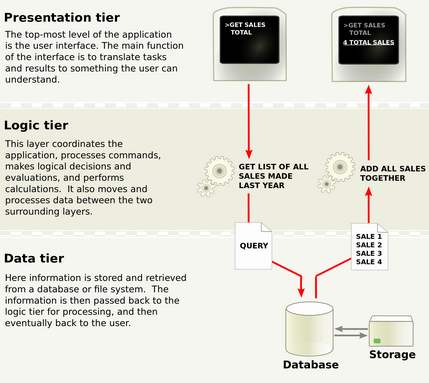 Presentation tier
The top-most level of the application
is the user interface. The main function
of the interface is to translate tasks
and results to something the user can
understand.
>GET SALES
TOTAL
>GET SALES
TOTAL
4 TOTAL SALES
Logic tier
This layer coordinates the
application, processes commands,
makes logical decisions and
evaluations, and performs
calculations. It also moves and
processes data between the two
surrounding layers.
GET LIST OF ALL
SALES MADE
LAST YEAR
ADD ALL SALES
TOGETHER
Data tier
Here information is stored and retrieved
from a database or file system. The
information is then passed back to the
logic tier for processing, and then
eventually back to the user.
QUERY
SALE 1
SALE 2
SALE 3
SALE 4
Database
Storage